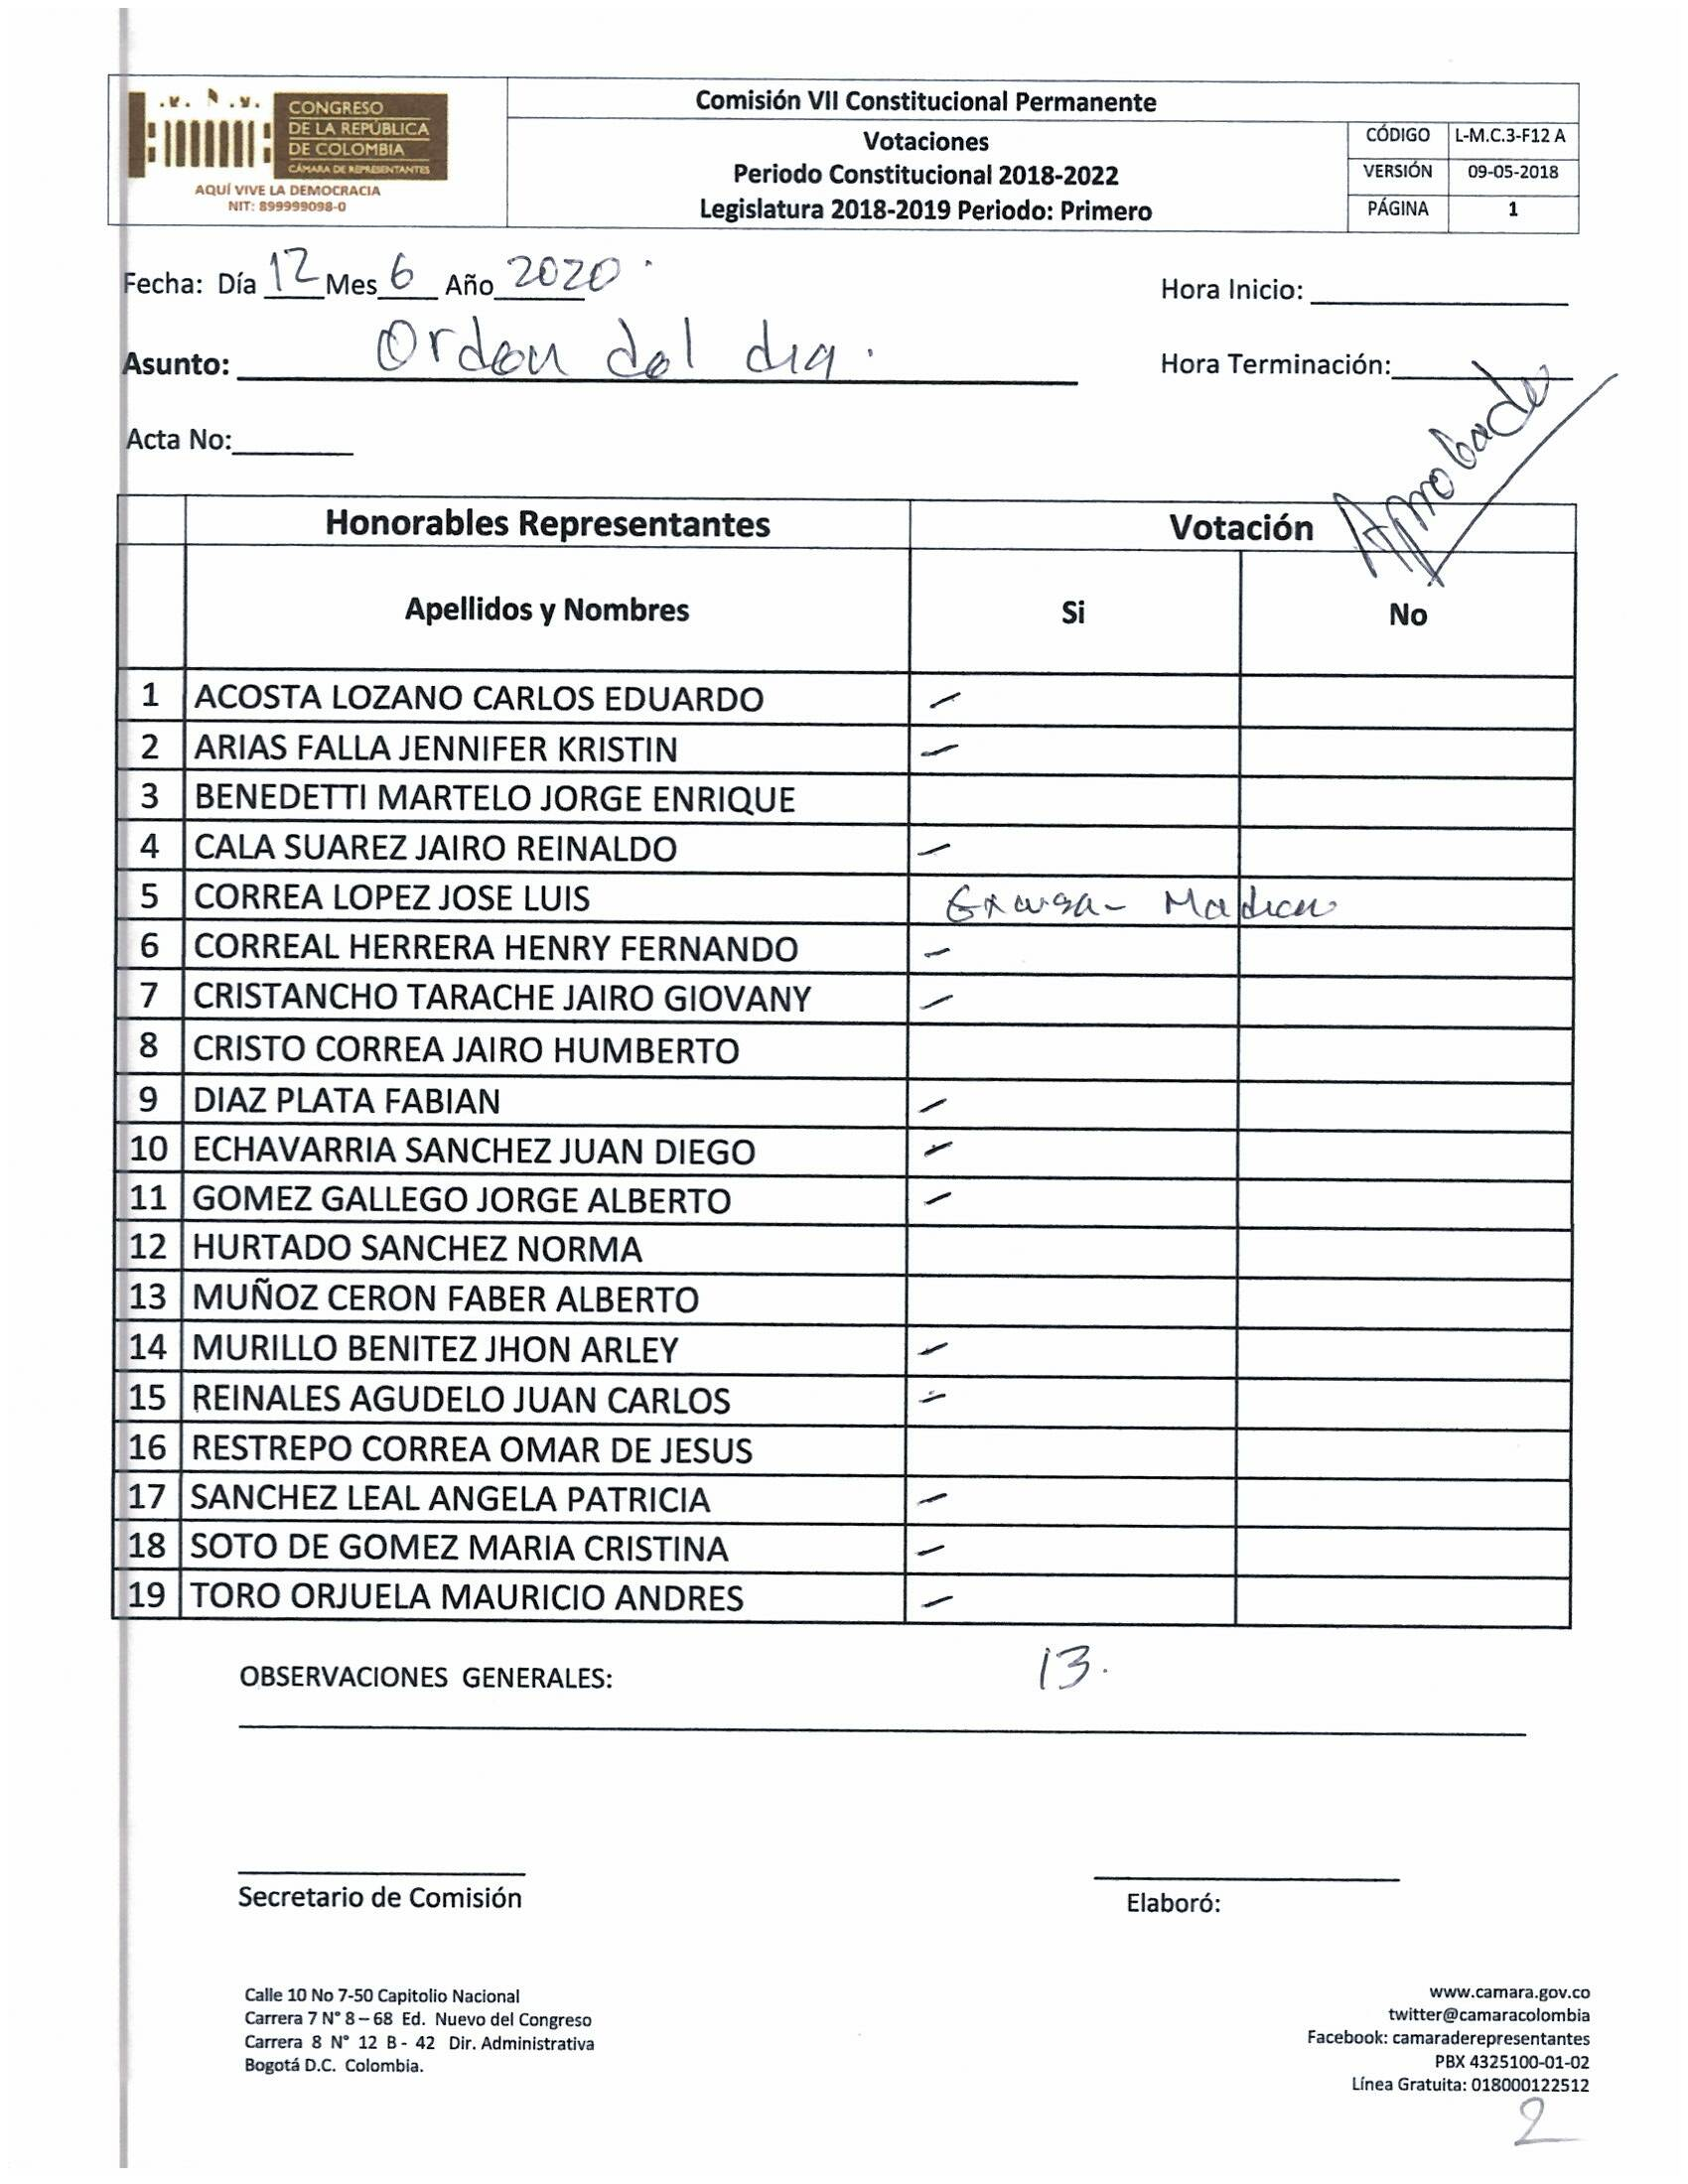 CONGRESO
DE LA REPÚBLICA
DE COLOMBIA
CÁMARA DE REPRESENTANTES
AQUÍ VIVE LA DEMOCRACIA
NIT: 899999098-0
Comisión VII Constitucional Permanente
Votaciones
Periodo Constitucional 2018-2022
Legislatura 2018-2019 Periodo: Primero
CÓDIGO L-M.C.3-F12 A
VERSIÓN 09-05-2018
PÁGINA 1
Fecha: Día 12 Mes 6 Año 2020. Hora Inicio:
Asunto: Orden del dia. Hora Terminación:
Aprobado
Acta No:
Honorables Representantes Votación
Apellidos y Nombres Si No
1 ACOSTA LOZANO CARLOS EDUARDO –
2 ARIAS FALLA JENNIFER KRISTIN –
3 BENEDETTI MARTELO JORGE ENRIQUE
4 CALA SUAREZ JAIRO REINALDO –
5 CORREA LOPEZ JOSE LUIS Excusa-
6 CORREAL HERRERA HENRY FERNANDO –
7 CRISTANCHO TARACHE JAIRO GIOVANY –
8 CRISTO CORREA JAIRO HUMBERTO
9 DIAZ PLATA FABIAN –
10 ECHAVARRIA SANCHEZ JUAN DIEGO –
11 GOMEZ GALLEGO JORGE ALBERTO –
12 HURTADO SANCHEZ NORMA
13 MUÑOZ CERON FABER ALBERTO
14 MURILLO BENITEZ JHON ARLEY –
15 REINALES AGUDELO JUAN CARLOS –
16 RESTREPO CORREA OMAR DE JESUS
17 SANCHEZ LEAL ANGELA PATRICIA –
18 SOTO DE GOMEZ MARIA CRISTINA –
19 TORO ORJUELA MAURICIO ANDRES –
OBSERVACIONES GENERALES: 13.
Secretario de Comisión Elaboró:
Calle 10 No 7-50 Capitolio Nacional
Carrera 7 N° 8 – 68 Ed. Nuevo del Congreso
Carrera 8 N° 12 B - 42 Dir. Administrativa
Bogotá D.C. Colombia.
www.camara.gov.co
twitter@camaracolombia
Facebook: camaraderepresentantes
PBX 4325100-01-02
Línea Gratuita: 018000122512
2